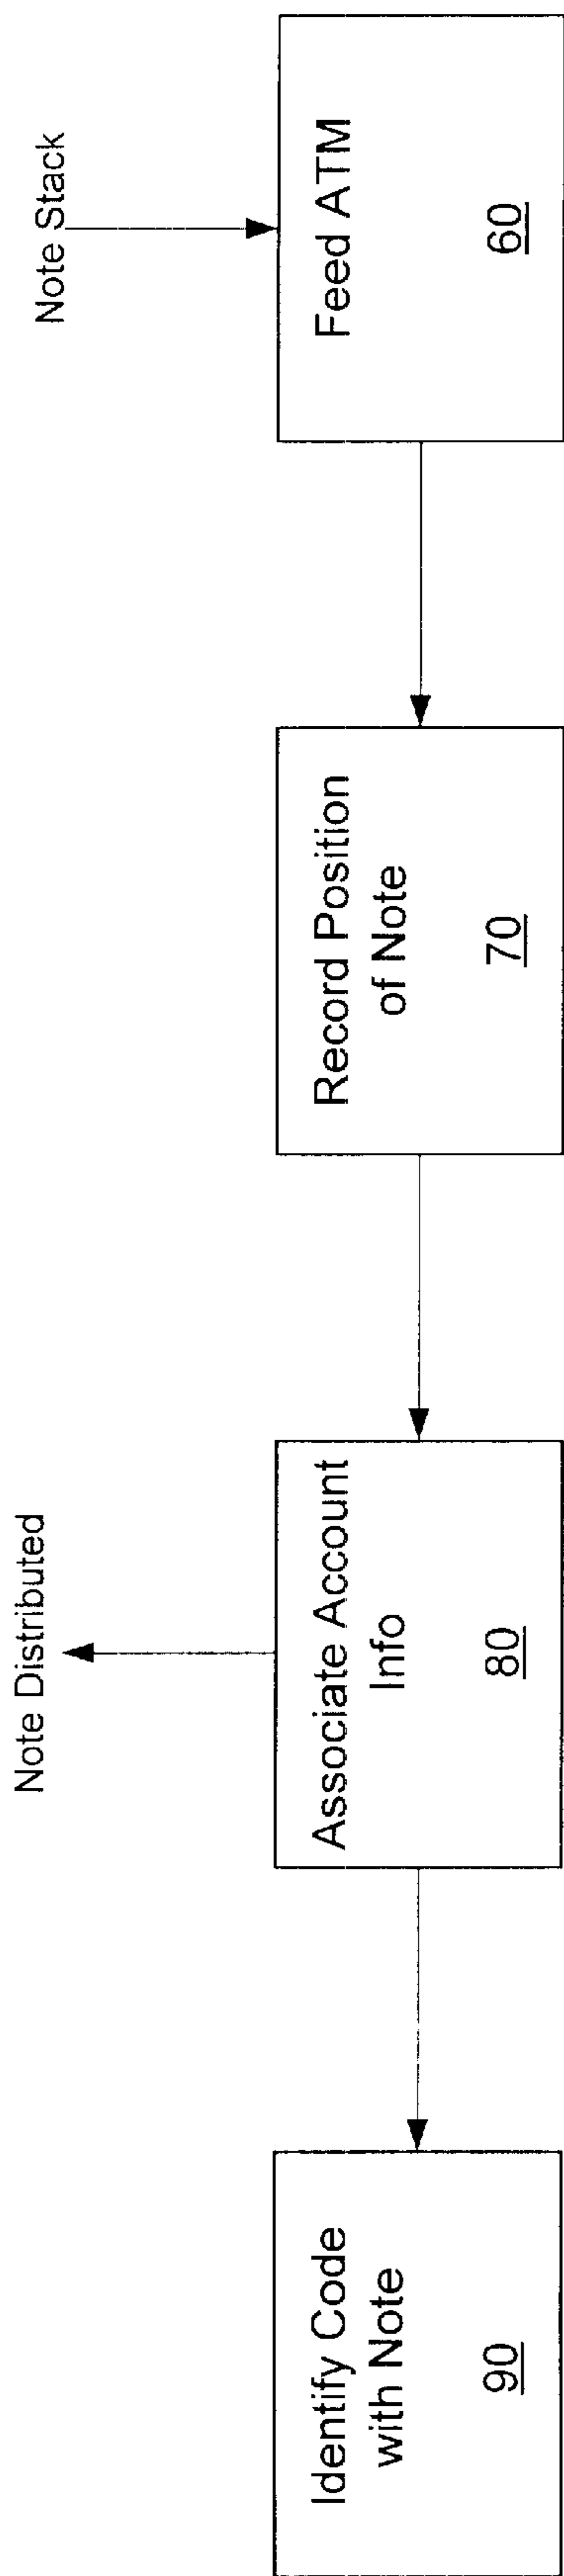 Note Stack
Feed ATM
60
Record Position
of Note
70
Note Distributed
Associate Account
Info
80
Identify Code
with Note
90